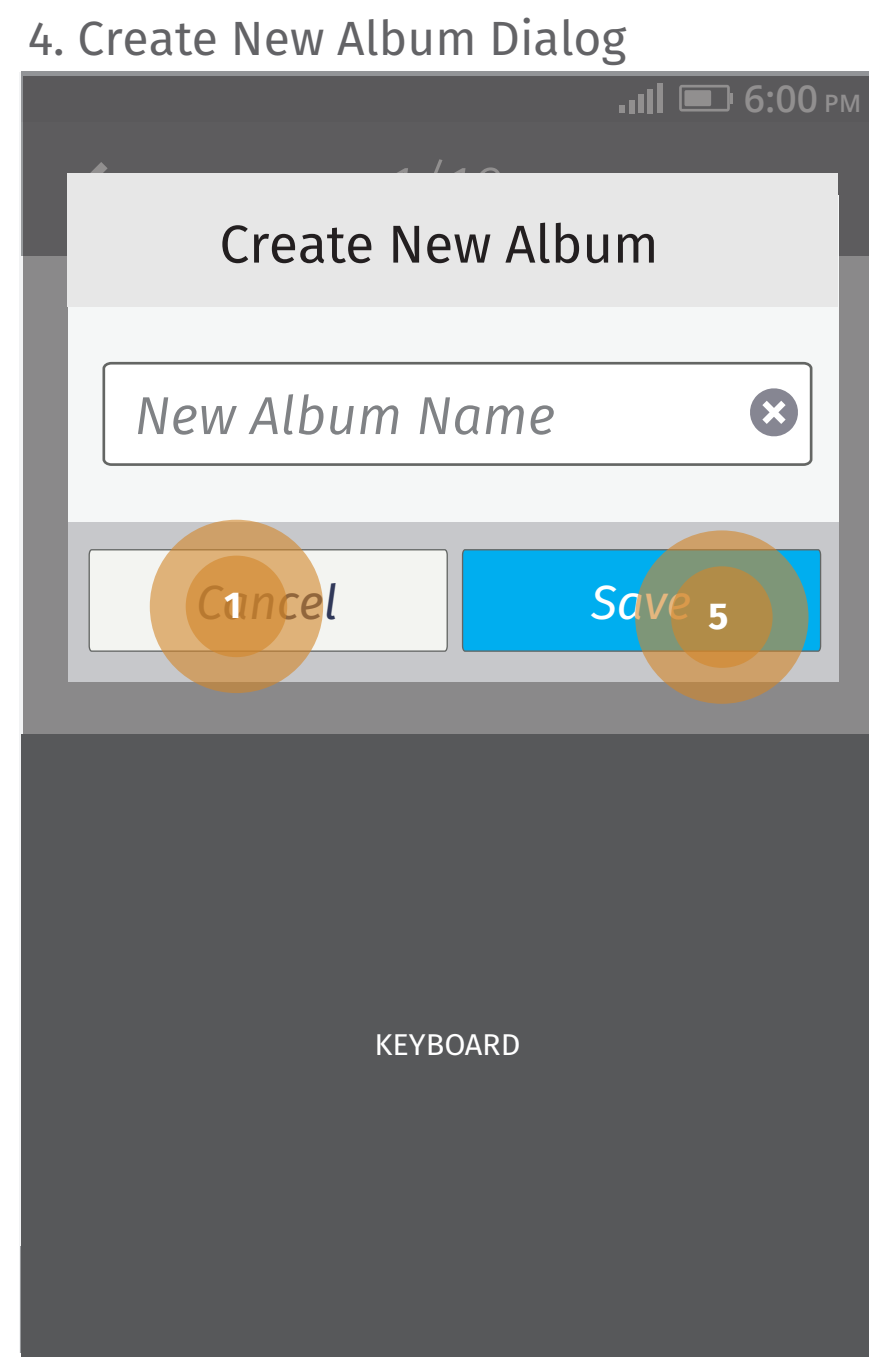 4. Create New Album Dialog
6:00 PM
Create New Album
New Album Name
Cancel
1
Save
5
KEYBOARD